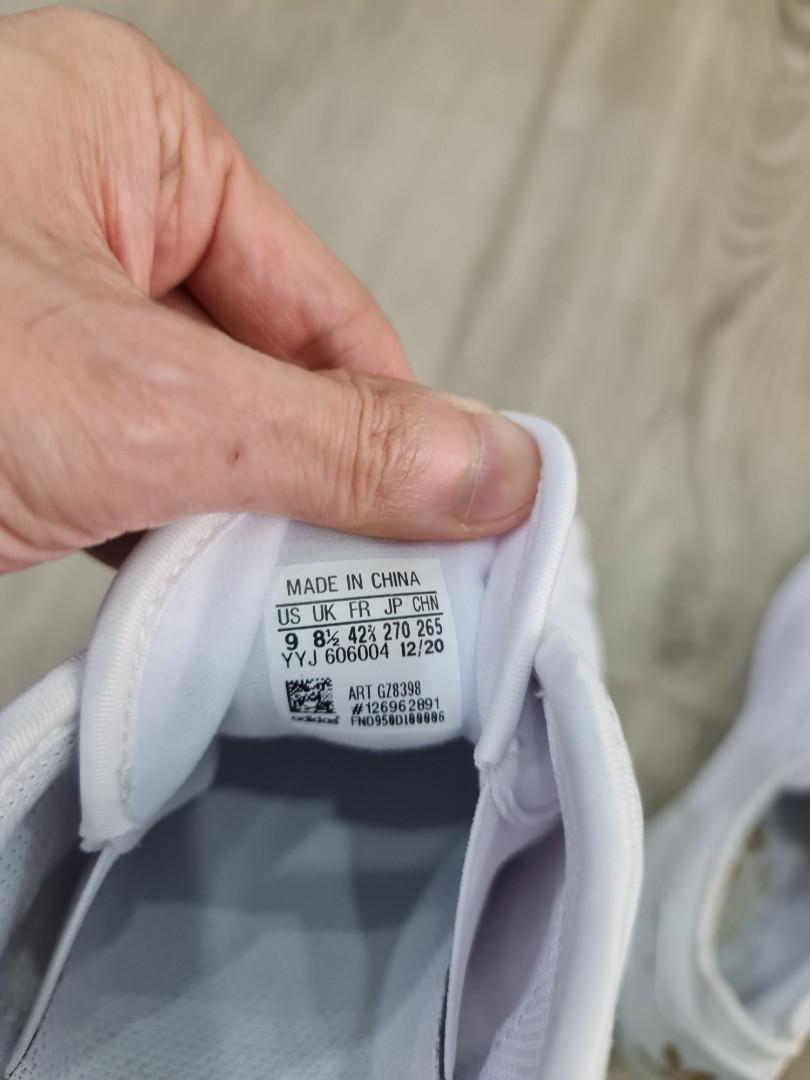 MADE IN CHINA
US UK FR JP CHN
9 8½ 42⅔ 270 265
YYJ 606004 12/20
ART GZ8398
#126962891
adidas